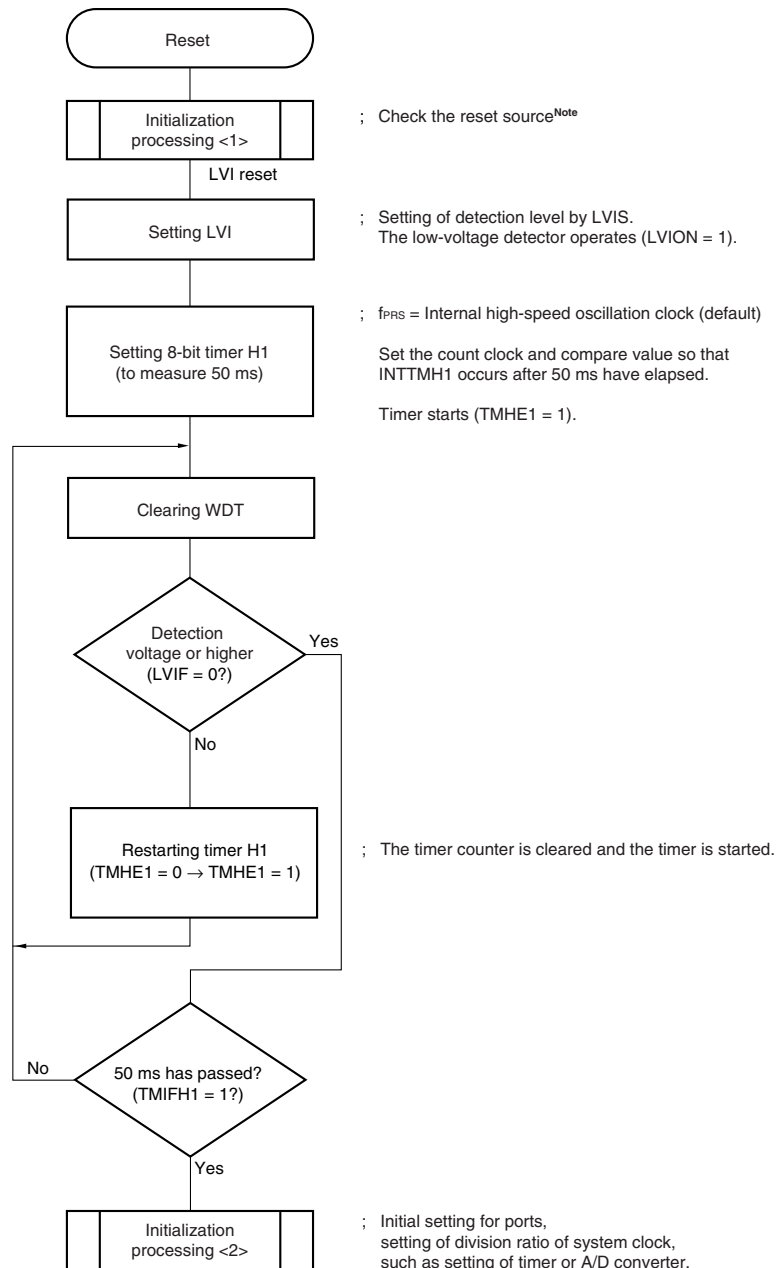 Reset
Initialization
processing <1>
; Check the reset sourceNote
LVI reset
Setting LVI
; Setting of detection level by LVIS.
The low-voltage detector operates (LVION = 1).
Setting 8-bit timer H1
(to measure 50 ms)
; fPRS = Internal high-speed oscillation clock (default)
Set the count clock and compare value so that
INTTMH1 occurs after 50 ms have elapsed.
Timer starts (TMHE1 = 1).
Clearing WDT
Detection
voltage or higher
(LVIF = 0?)
Yes
No
Restarting timer H1
(TMHE1 = 0 → TMHE1 = 1)
; The timer counter is cleared and the timer is started.
50 ms has passed?
(TMIFH1 = 1?)
No
Yes
Initialization
processing <2>
; Initial setting for ports,
setting of division ratio of system clock,
such as setting of timer or A/D converter.